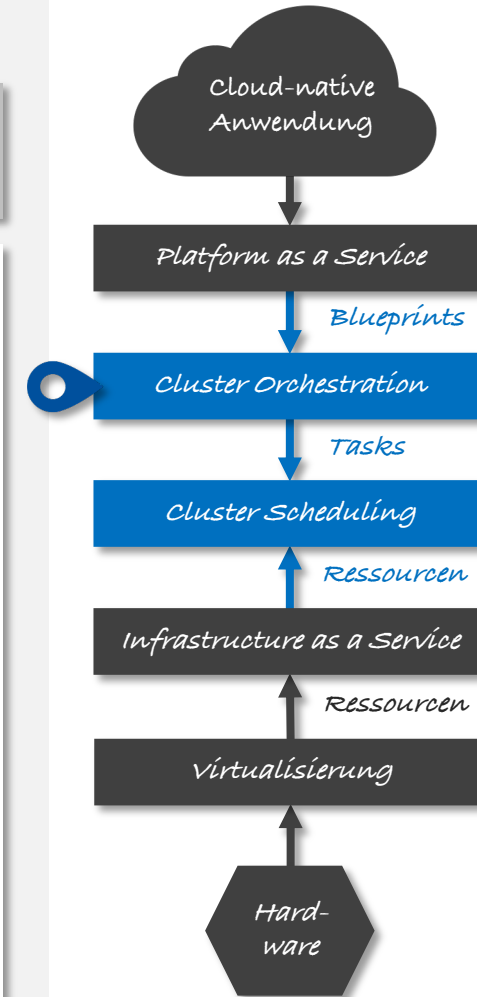 Cloud-native
Anwendung
Platform as a Service
Blueprints
Cluster Orchestration
Tasks
Cluster Scheduling
Ressourcen
Infrastructure as a Service
Ressourcen
Virtualisierung
Hard-
ware